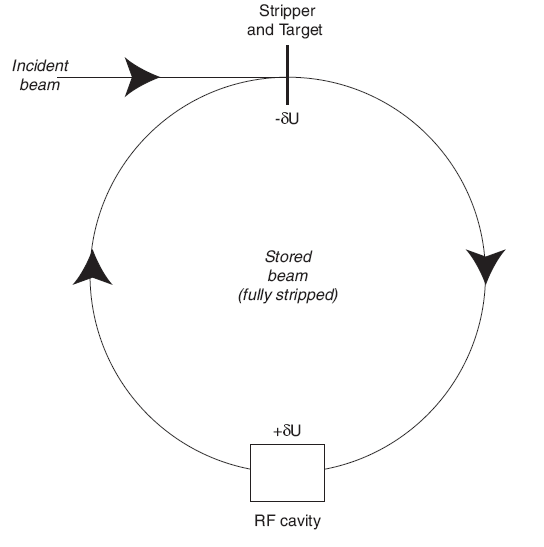 Stripper
and Target
Incident
beam
-δU
Stored
beam
(fully stripped)
+δU
RF cavity